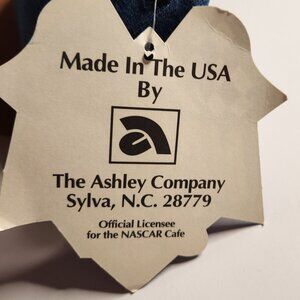 Made In The USA
By
The Ashley Company
Sylva, N.C. 28779
Official Licensee
for the NASCAR Cafe